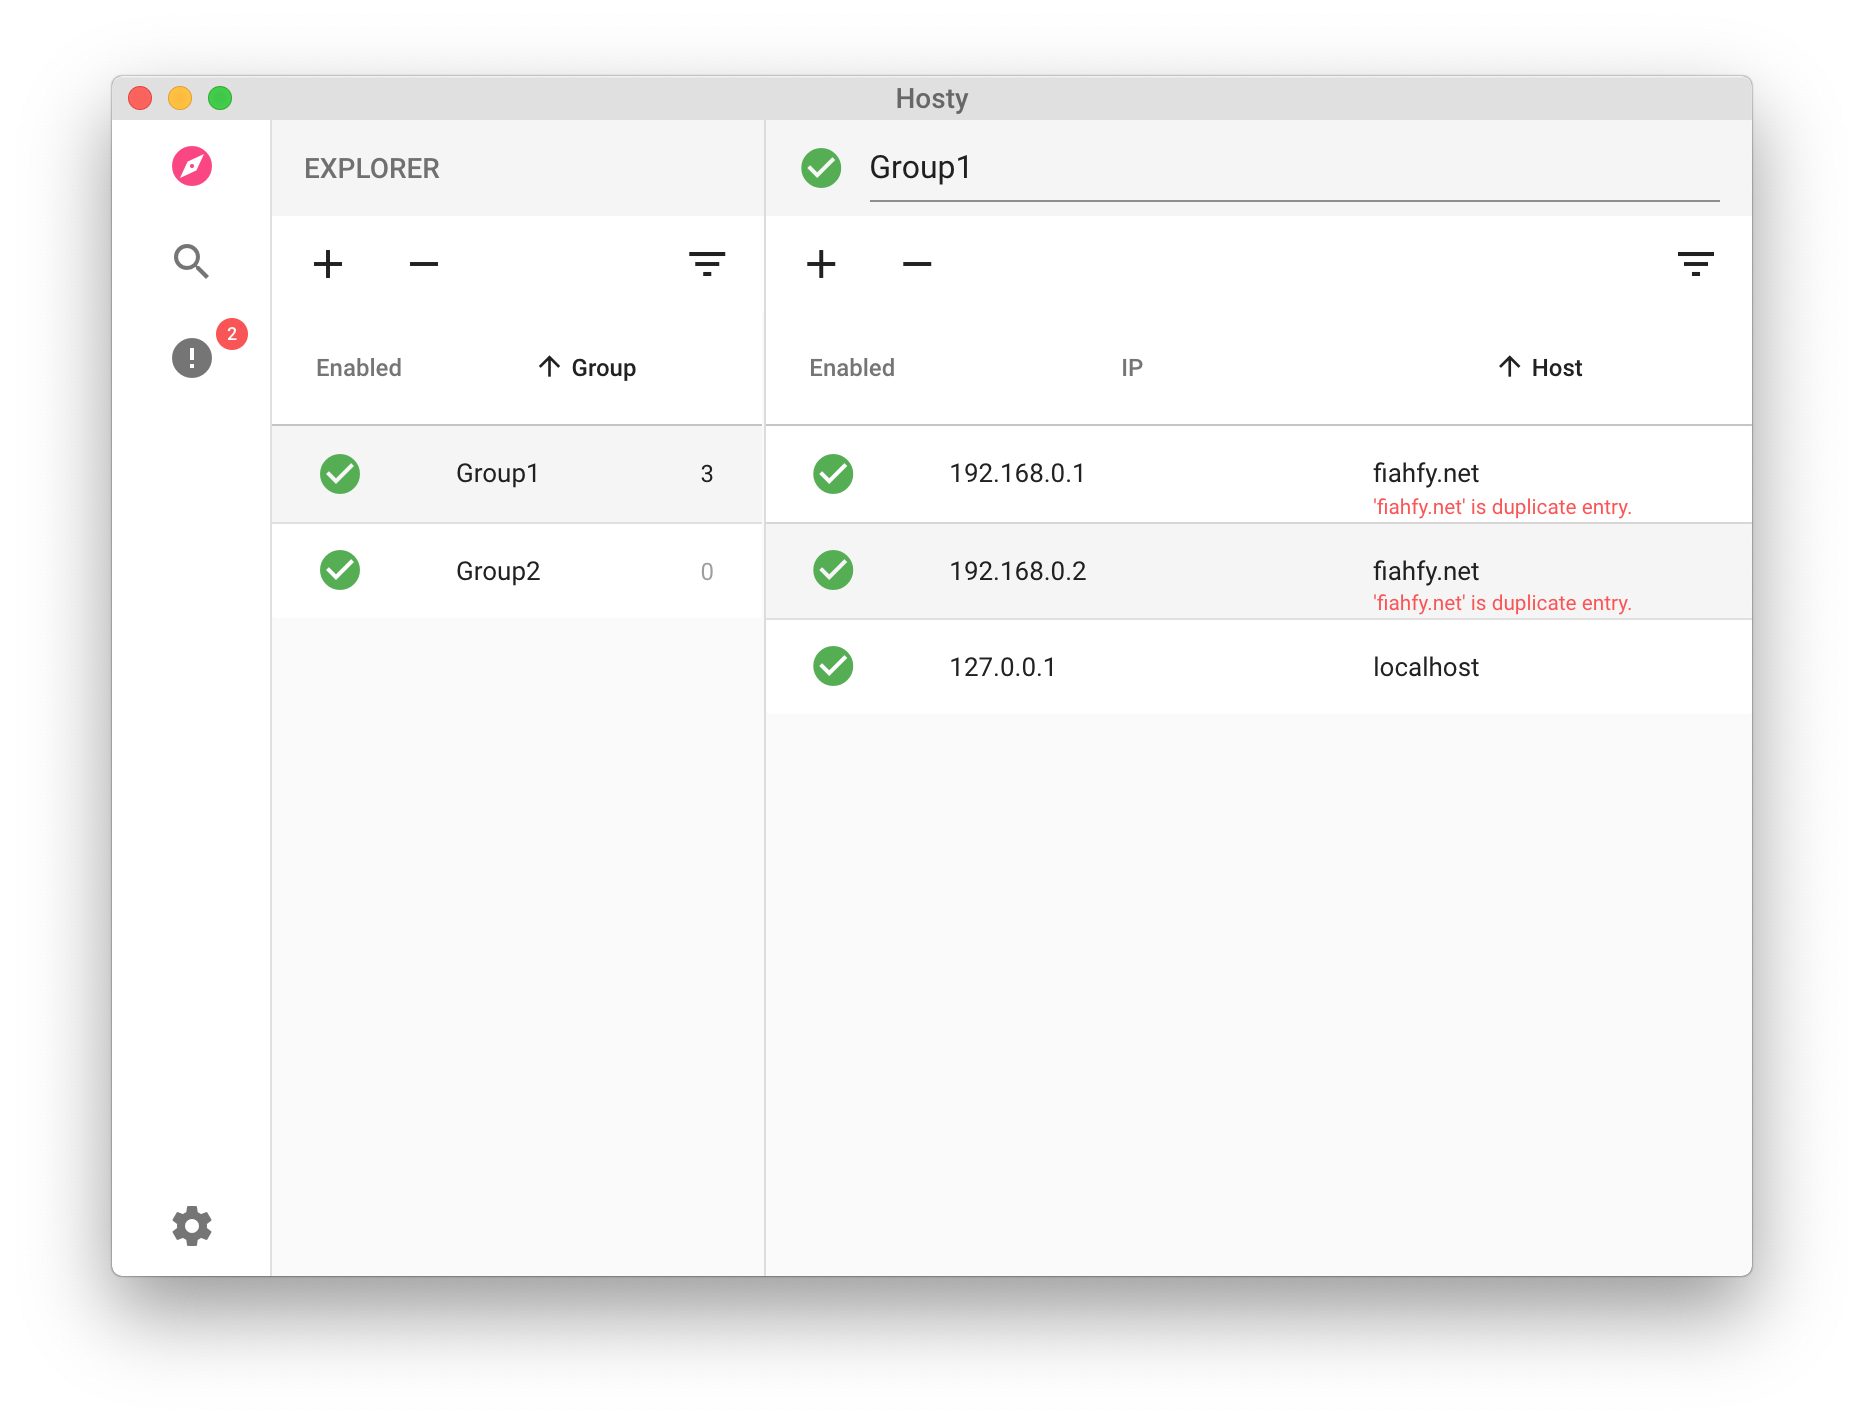 Hosty
EXPLORER
Group1
2
Enabled
Group
Enabled
IP
Host
Group1 3
Group2 0
192.168.0.1 fiahfy.net
'fiahfy.net' is duplicate entry.
192.168.0.2 fiahfy.net
'fiahfy.net' is duplicate entry.
127.0.0.1 localhost